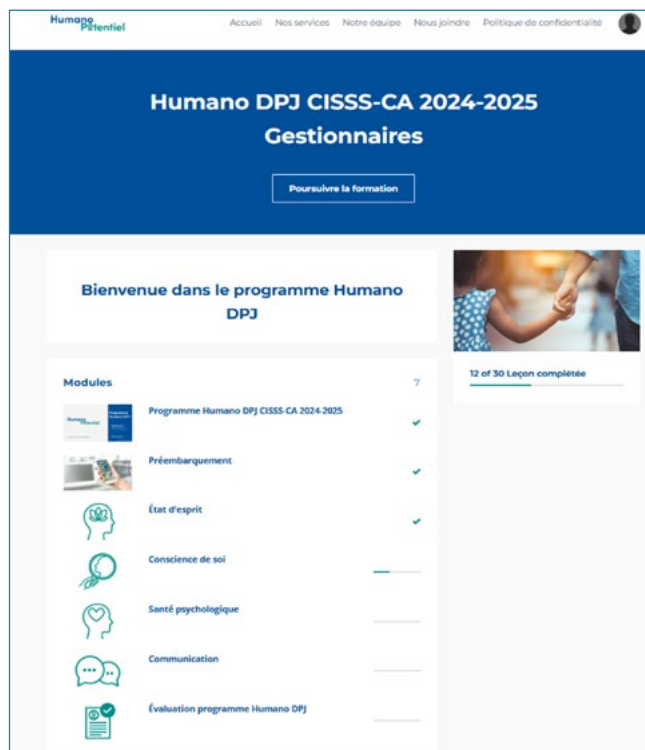 Humano
Potentiel
Accueil Nos services Notre équipe Nous joindre Politique de confidentialité
Humano DPJ CISSS-CA 2024-2025
Gestionnaires
Poursuivre la formation
Bienvenue dans le programme Humano
DPJ
12 of 30 Leçon complétée
Modules 7
Programme Humano DPJ CISSS-CA 2024-2025
Préembarquement
État d'esprit
Conscience de soi
Santé psychologique
Communication
Évaluation programme Humano DPJ